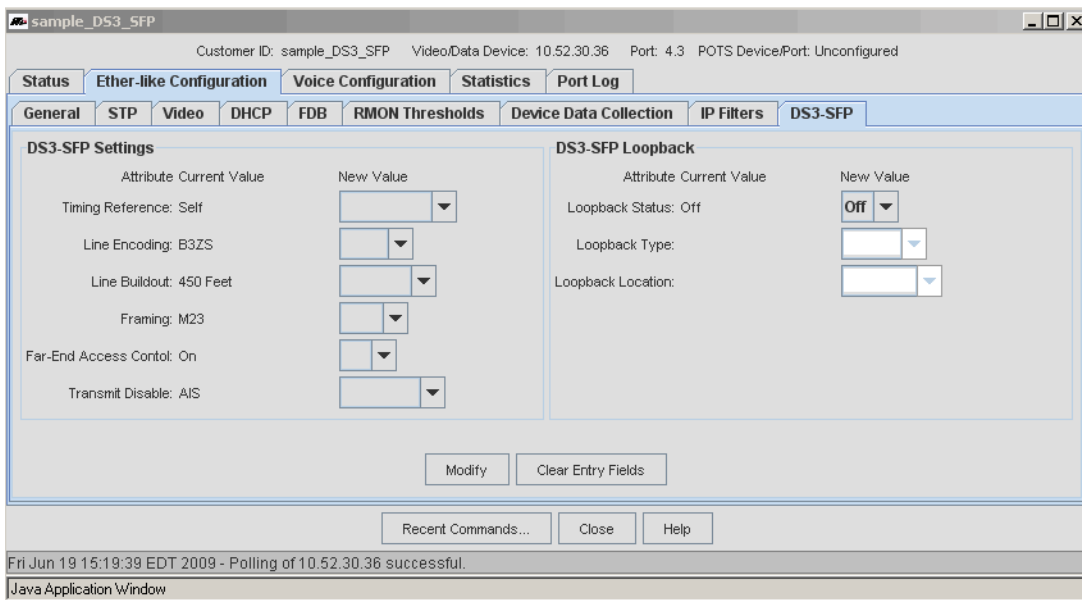 sample_DS3_SFP
Customer ID: sample_DS3_SFP Video/Data Device: 10.52.30.36 Port: 4.3 POTS Device/Port: Unconfigured
Status Ether-like Configuration Voice Configuration Statistics Port Log
General STP Video DHCP FDB RMON Thresholds Device Data Collection IP Filters DS3-SFP
DS3-SFP Settings
Attribute Current Value New Value
Timing Reference: Self
Line Encoding: B3ZS
Line Buildout: 450 Feet
Framing: M23
Far-End Access Contol: On
Transmit Disable: AIS
DS3-SFP Loopback
Attribute Current Value New Value
Loopback Status: Off Off
Loopback Type:
Loopback Location:
Modify Clear Entry Fields
Recent Commands... Close Help
Fri Jun 19 15:19:39 EDT 2009 - Polling of 10.52.30.36 successful.
Java Application Window